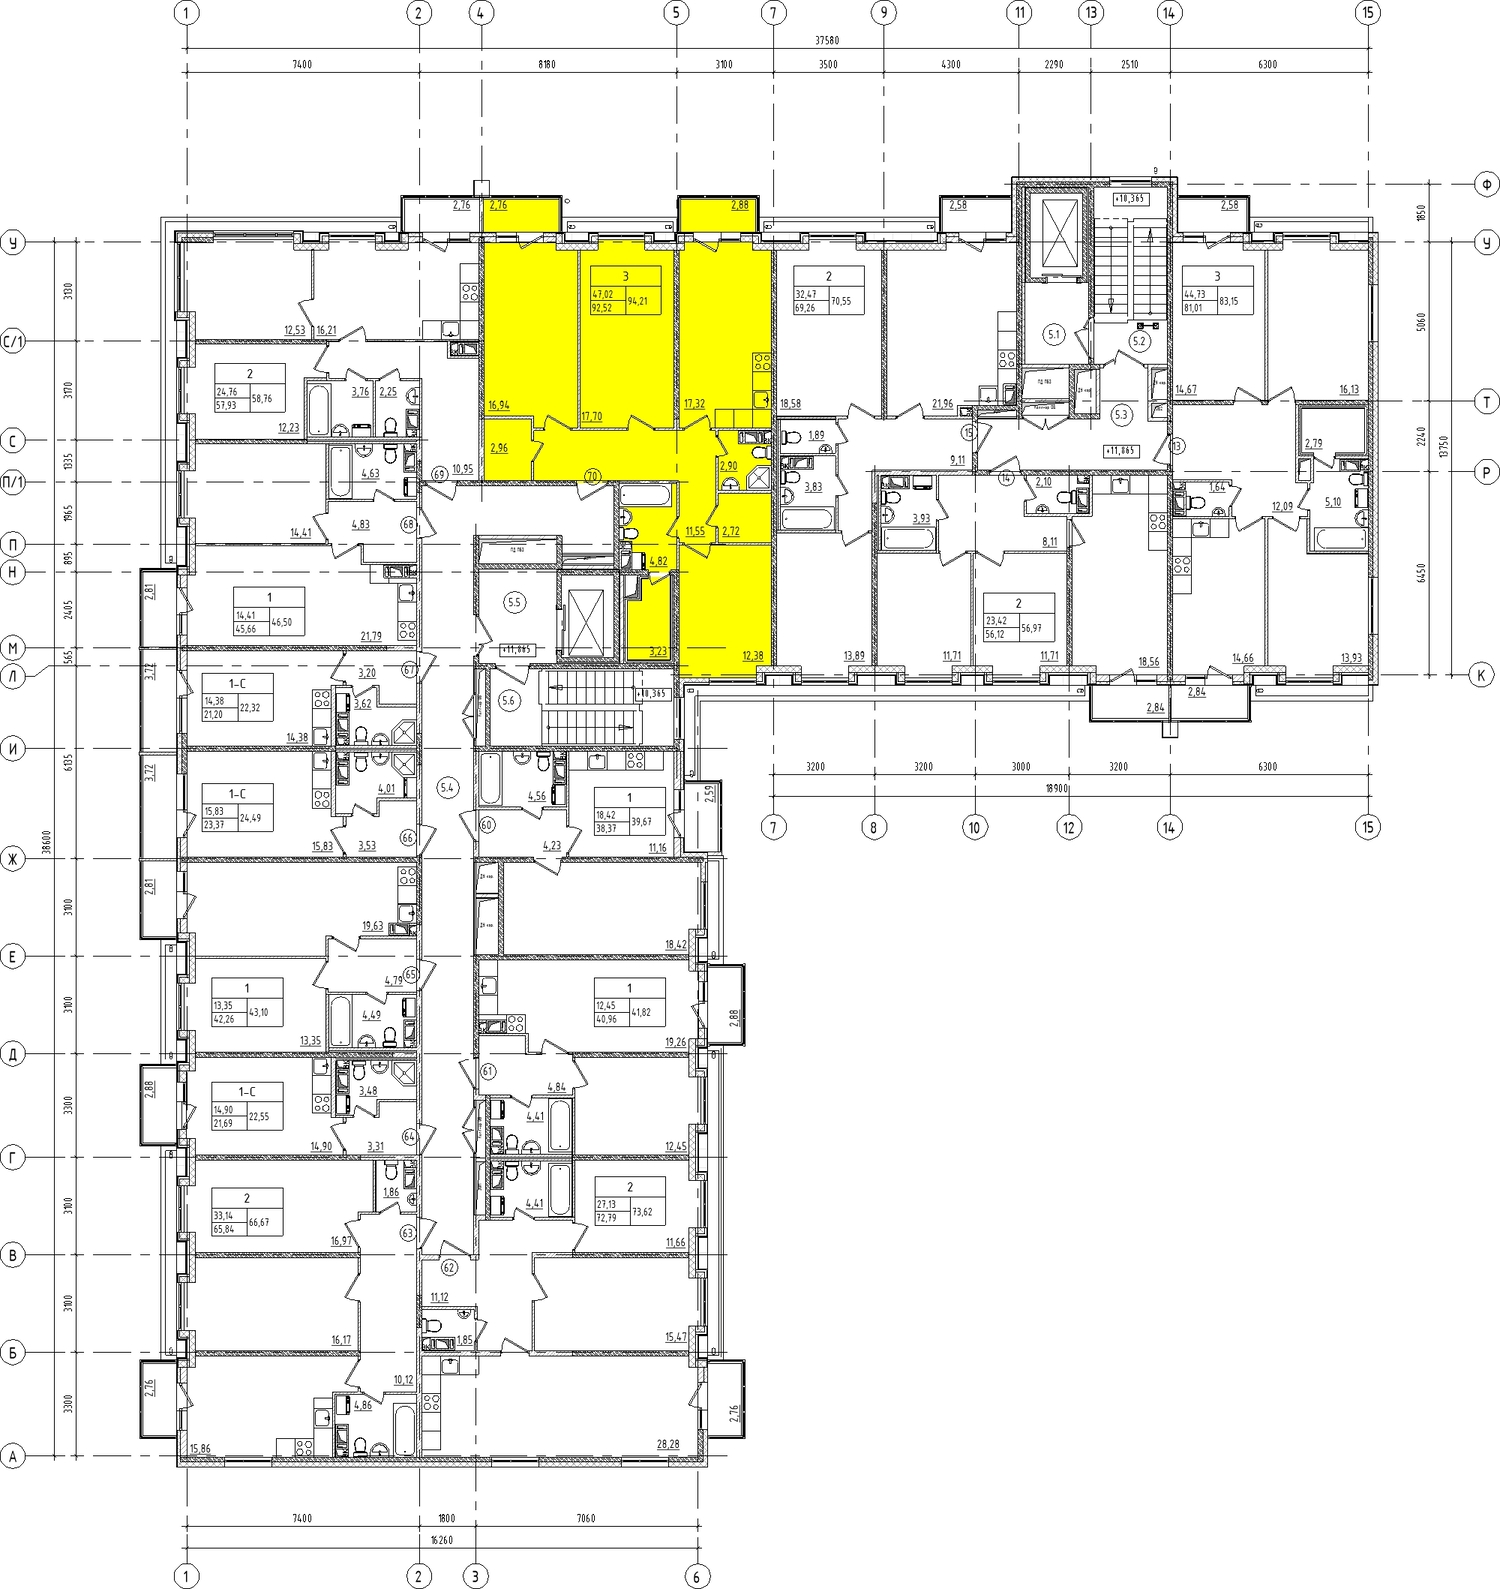 1 2 4 5 7 9 11 13 14 15
37580
7400 8180 3100 3500 4300 2290 2510 6300
Ф
1850
У У
2,76 2,76 2,88 2,58 +10,365 2,58
3130
3
47,02 94,21
92,52
2
32,47 70,55
69,26
3
44,73 83,15
81,01
5060
12,53 16,21
5.1 5.2
С/1
2
24,76 58,76
57,93
3170
3,76 2,25
16,94 17,70 17,32 18,58 21,96 14,67 16,13
Т
12,23
5.3
С
1335
2,96 2,90 1,89 15 +11,865 13 2,79
2240
13750
4,63 69 10,95 70 9,11 14
Р
П/1
3,83 2,10 1,64 5,10
1965
14,41 4,83 68 11,55 2,72 3,93 8,11 12,09
П
895
пд пвз
4,82
Н
2,81
1
14,41 46,50
45,66
2405
5.5
2
23,42 56,97
56,12
6450
21,79
+11,865 3,23 12,38 13,89 11,71 11,71 18,56 14,66 13,93
М
565
Л
К
3,72
1-С
14,38 22,32
21,20
3,20 67
3,62
5.6
+10,365
2,84 2,84
14,38
И
6135
3200 3200 3000 3200 6300
18900
7 8 10 12 14 15
3,72
1-С
15,83 24,49
23,37
4,01
5.4
4,56
1
18,42 39,67
38,37
2,59
38600
15,83 3,53 66 60 4,23 11,16
Ж
2,81
3100
19,63 18,42
Е
4,79 65
1
13,35 43,10
42,26
1
12,45 41,82
40,96
3100
4,49
2,88
13,35 19,26
Д
2,88
61
1-С
14,90 22,55
21,69
3,48 4,84
3300
4,41
14,90 3,31 64 12,45
Г
2
33,14 66,67
65,84
1,86 4,41
2
27,13 73,62
72,79
3100
16,97 63 11,66
В
62
3100
11,12
16,17 1,85 15,47
Б
2,76
10,12
4,86
3300
2,76
15,86 28,28
А
7400 1800 7060
16260
1 2 3 6